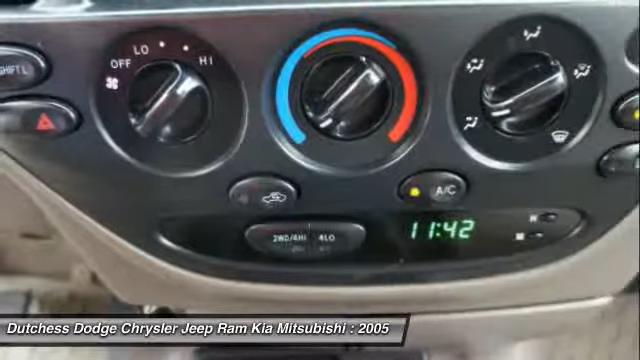 SHIFT L
OFF LO HI
A/C
2WD/4HI 4LO
11:42
H
M
Dutchess Dodge Chrysler Jeep Ram Kia Mitsubishi : 2005